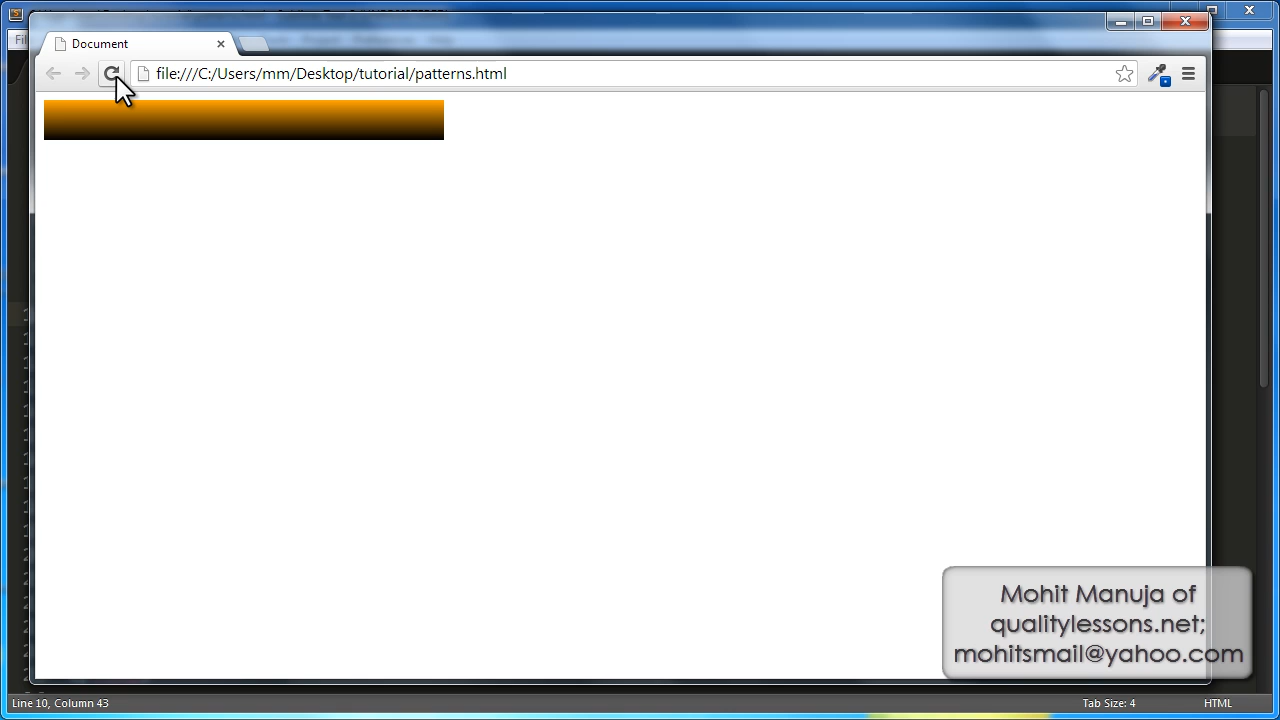 Document
file:///C:/Users/mm/Desktop/tutorial/patterns.html
Mohit Manuja of
qualitylessons.net;
mohitsmail@yahoo.com
Line 10, Column 43
Tab Size: 4
HTML